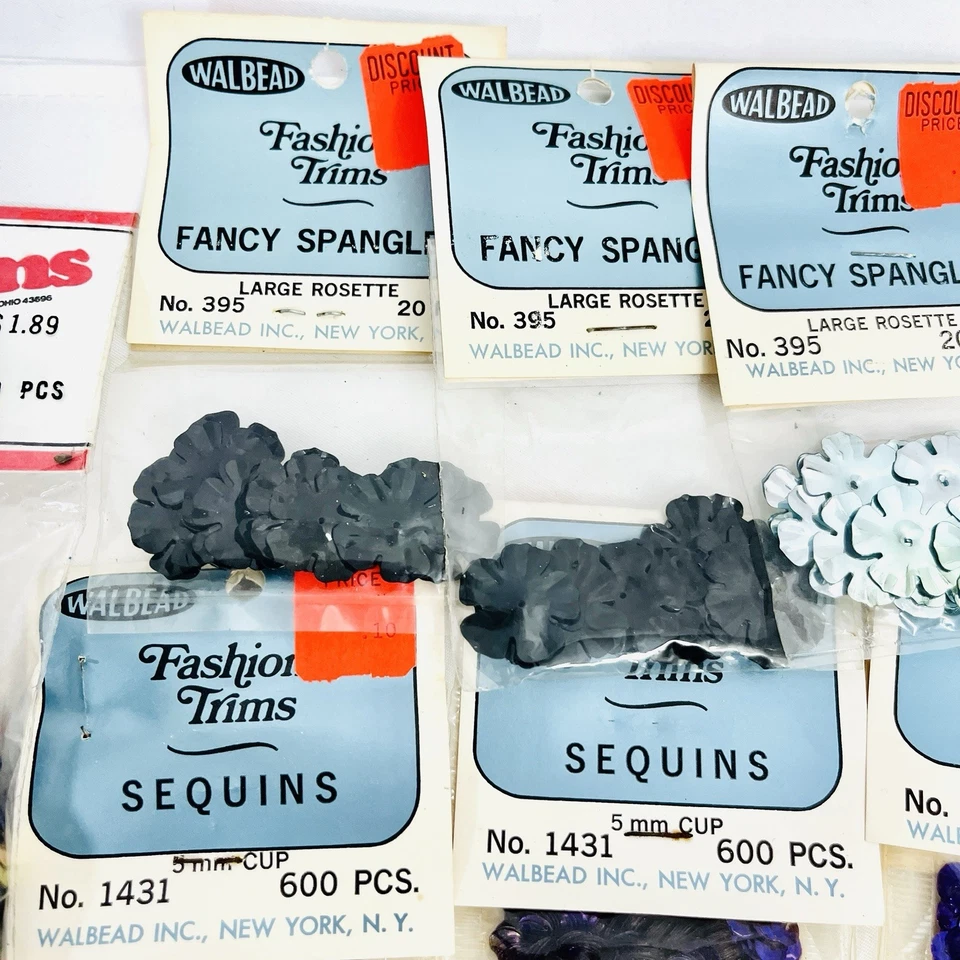 WALBEAD
DISCOUNT
Fashion
Trims
FANCY SPANGL
LARGE ROSETTE
No. 395 20
WALBEAD INC., NEW YORK,
WALBEAD
DISCOU
Fashio
Trims
FANCY SPANG
LARGE ROSETTE
No. 395
WALBEAD INC., NEW YOR
WALBEAD
DISCOU
PRICE
Fashio
Trims
FANCY SPANGL
LARGE ROSETTE
No. 395 20
WALBEAD INC., NEW YO
ms
OHIO 43696
$1.89
PCS
WALBEAD
PRICE
.10
Fashion
Trims
SEQUINS
5 mm CUP
No. 1431 600 PCS.
WALBEAD INC., NEW YORK, N.Y.
Trims
SEQUINS
5 mm CUP
No. 1431 600 PCS.
WALBEAD INC., NEW YORK, N.Y.
No.
WALB